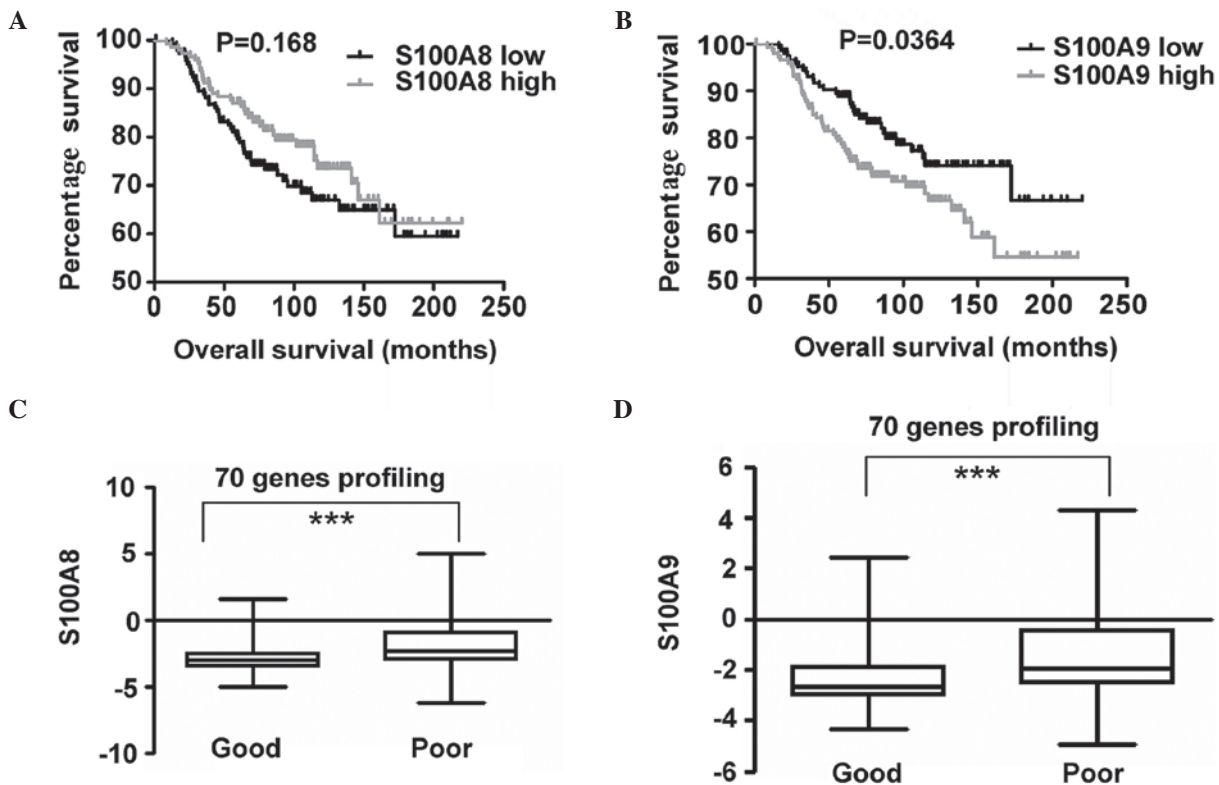 A
P=0.168
S100A8 low
S100A8 high
Percentage survival
100
90
80
70
60
50
0
50
100
150
200
250
Overall survival (months)
B
P=0.0364
S100A9 low
S100A9 high
Percentage survival
100
90
80
70
60
50
0
50
100
150
200
250
Overall survival (months)
C
70 genes profiling
***
S100A8
10
5
0
-5
-10
Good
Poor
D
70 genes profiling
***
S100A9
6
4
2
0
-2
-4
-6
Good
Poor